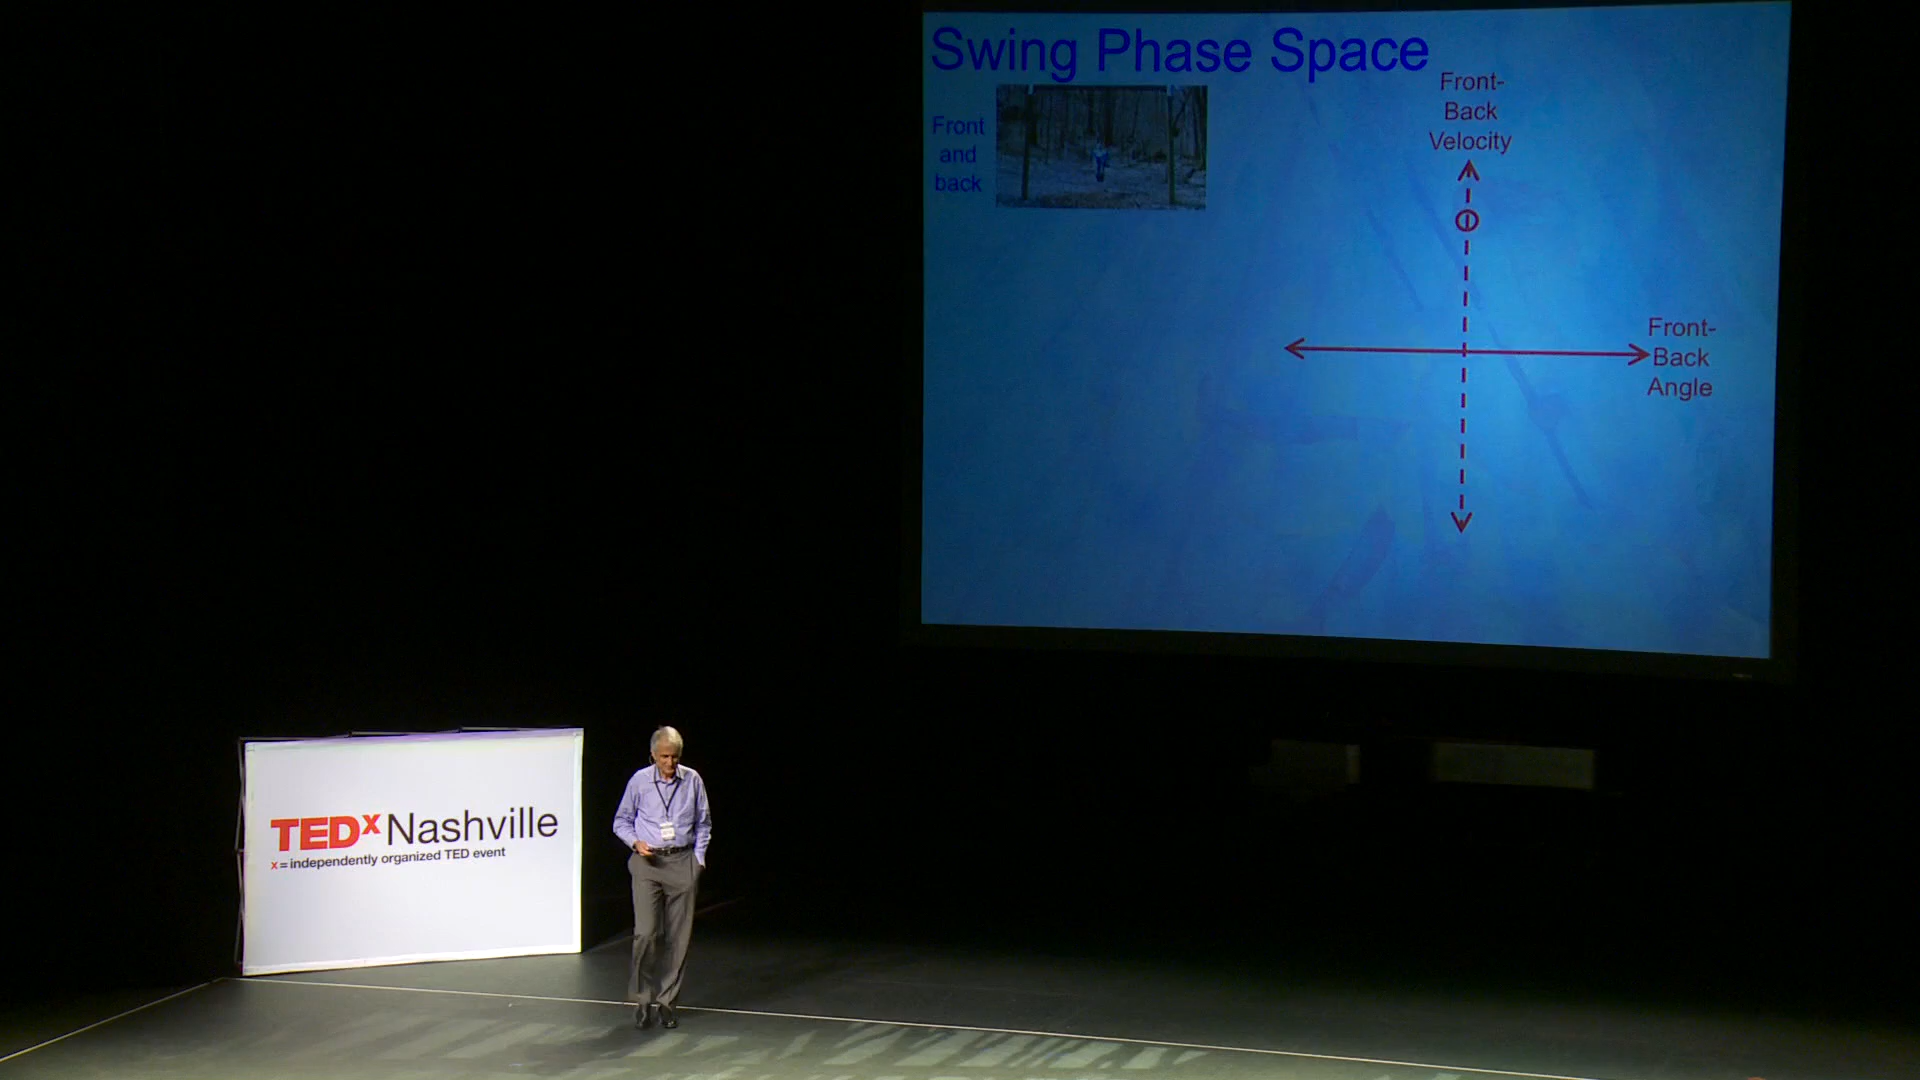 Swing Phase Space
Front
and
back
Front-
Back
Velocity
Front-
Back
Angle
TEDx Nashville
x = independently organized TED event